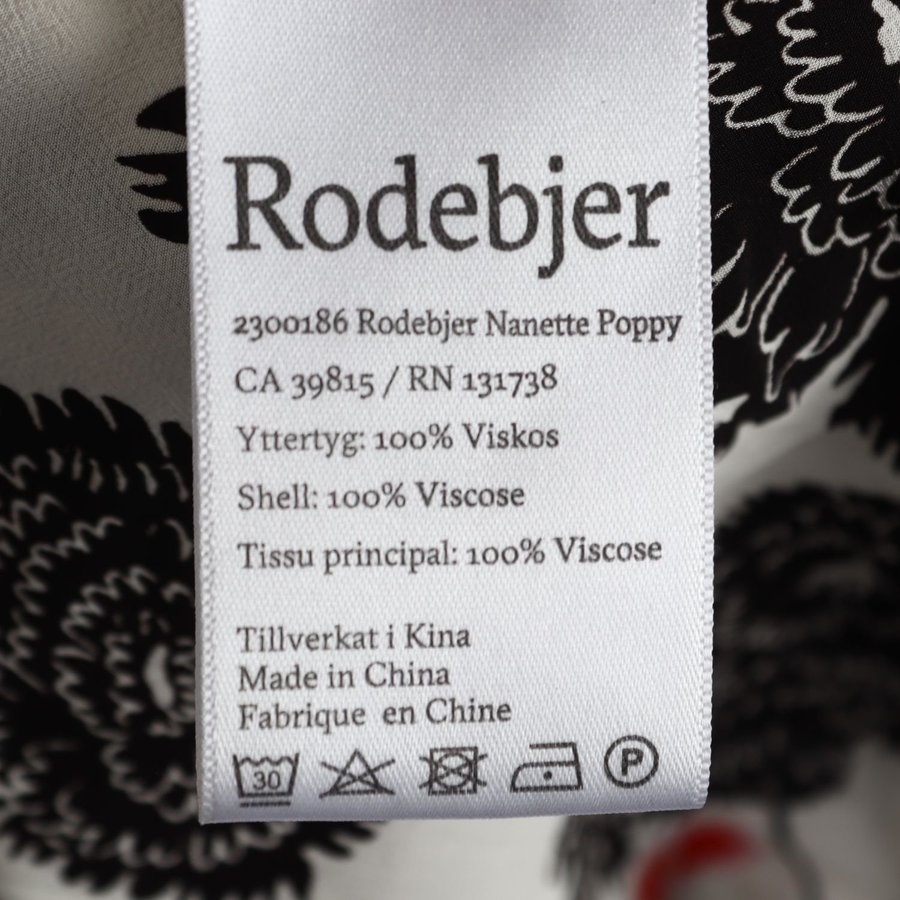 Rodebjer
2300186 Rodebjer Nanette Poppy
CA 39815 / RN 131738
Yttertyg: 100% Viskos
Shell: 100% Viscose
Tissu principal: 100% Viscose
Tillverkat i Kina
Made in China
Fabrique en Chine
30 P